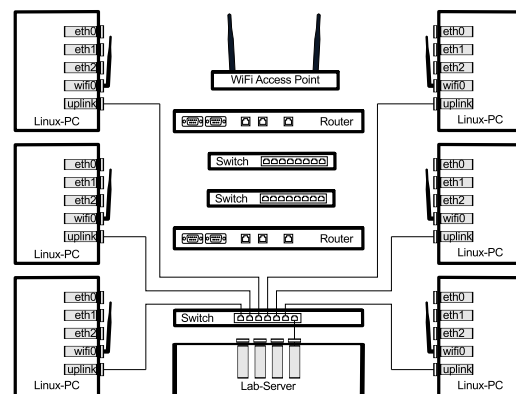 eth0
eth1
eth2
wifi0
uplink
Linux-PC
eth0
eth1
eth2
wifi0
uplink
Linux-PC
eth0
eth1
eth2
wifi0
uplink
Linux-PC
WiFi Access Point
Router
Switch
Switch
Router
Switch
Lab-Server
eth0
eth1
eth2
wifi0
uplink
Linux-PC
eth0
eth1
eth2
wifi0
uplink
Linux-PC
eth0
eth1
eth2
wifi0
uplink
Linux-PC